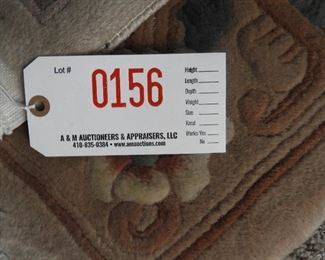 Lot #
0156
Height
Length
Depth
Weight
Size
Karat
Works Yes
No
A & M AUCTIONEERS & APPRAISERS, LLC
410-835-0384 • www.amauctions.com